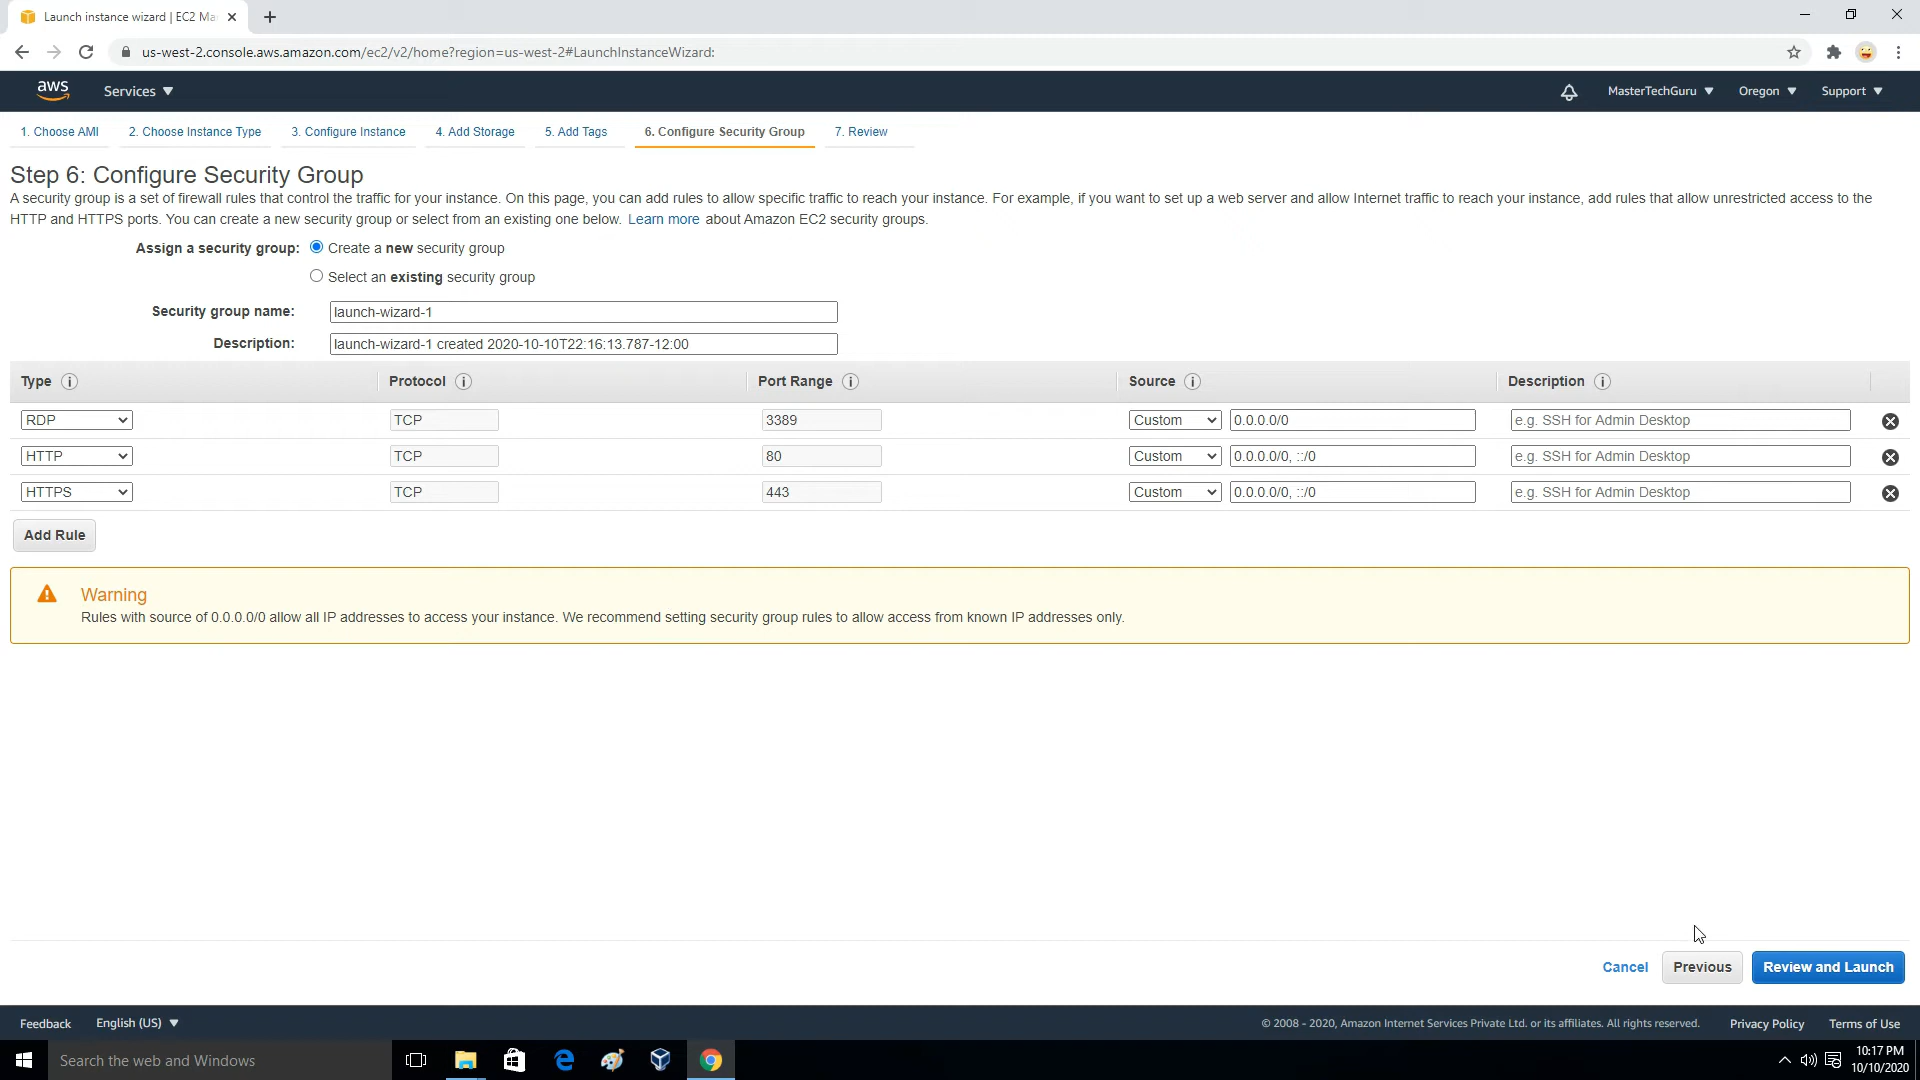 Launch instance wizard | EC2 Ma
us-west-2.console.aws.amazon.com/ec2/v2/home?region=us-west-2#LaunchInstanceWizard:
aws
Services
MasterTechGuru
Oregon
Support
1. Choose AMI
2. Choose Instance Type
3. Configure Instance
4. Add Storage
5. Add Tags
6. Configure Security Group
7. Review
Step 6: Configure Security Group
A security group is a set of firewall rules that control the traffic for your instance. On this page, you can add rules to allow specific traffic to reach your instance. For example, if you want to set up a web server and allow Internet traffic to reach your instance, add rules that allow unrestricted access to the
HTTP and HTTPS ports. You can create a new security group or select from an existing one below. Learn more about Amazon EC2 security groups.
Assign a security group: Create a new security group
Select an existing security group
Security group name: launch-wizard-1
Description: launch-wizard-1 created 2020-10-10T22:16:13.787-12:00
Type Protocol Port Range Source Description
RDP TCP 3389 Custom 0.0.0.0/0 e.g. SSH for Admin Desktop
HTTP TCP 80 Custom 0.0.0.0/0, ::/0 e.g. SSH for Admin Desktop
HTTPS TCP 443 Custom 0.0.0.0/0, ::/0 e.g. SSH for Admin Desktop
Add Rule
Warning
Rules with source of 0.0.0.0/0 allow all IP addresses to access your instance. We recommend setting security group rules to allow access from known IP addresses only.
Cancel
Previous
Review and Launch
Feedback
English (US)
© 2008 - 2020, Amazon Internet Services Private Ltd. or its affiliates. All rights reserved.
Privacy Policy
Terms of Use
Search the web and Windows
10:17 PM
10/10/2020